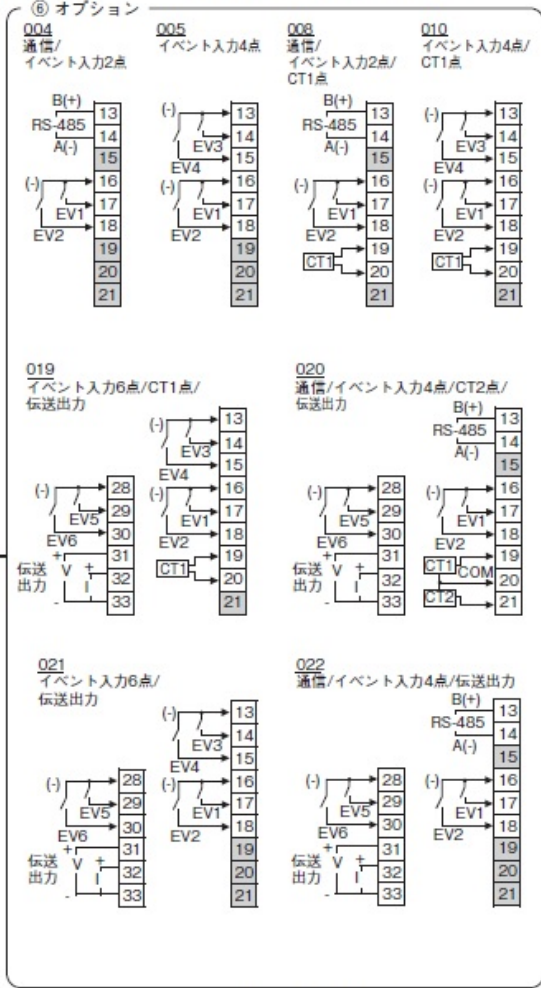 ⑥ オプション
004
通信/
イベント入力2点
B(+)
RS-485
A(-)
(-)
EV1
EV2
13
14
15
16
17
18
19
20
21
005
イベント入力4点
(-)
EV3
EV4
(-)
EV1
EV2
13
14
15
16
17
18
19
20
21
008
通信/
イベント入力2点/
CT1点
B(+)
RS-485
A(-)
(-)
EV1
EV2
CT1
13
14
15
16
17
18
19
20
21
010
イベント入力4点/
CT1点
(-)
EV3
EV4
(-)
EV1
EV2
CT1
13
14
15
16
17
18
19
20
21
019
イベント入力6点/CT1点/
伝送出力
(-)
EV5
EV6
+
V
+
I
-
伝送
出力
28
29
30
31
32
33
(-)
EV3
EV4
(-)
EV1
EV2
CT1
13
14
15
16
17
18
19
20
21
020
通信/イベント入力4点/CT2点/
伝送出力
(-)
EV5
EV6
+
V
+
I
-
伝送
出力
28
29
30
31
32
33
B(+)
RS-485
A(-)
(-)
EV1
EV2
CT1
COM
CT2
13
14
15
16
17
18
19
20
21
021
イベント入力6点/
伝送出力
(-)
EV5
EV6
+
V
+
I
-
伝送
出力
28
29
30
31
32
33
(-)
EV3
EV4
(-)
EV1
EV2
13
14
15
16
17
18
19
20
21
022
通信/イベント入力4点/伝送出力
(-)
EV5
EV6
+
V
+
I
-
伝送
出力
28
29
30
31
32
33
B(+)
RS-485
A(-)
(-)
EV1
EV2
13
14
15
16
17
18
19
20
21